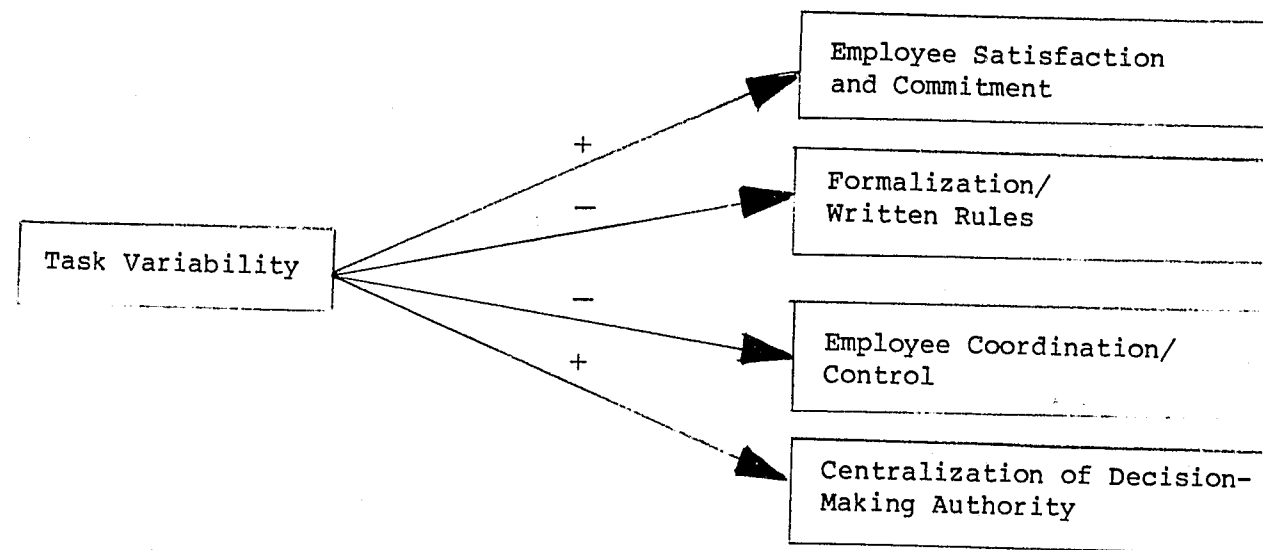 Employee Satisfaction
and Commitment
+
Formalization/
Written Rules
−
Task Variability
−
Employee Coordination/
Control
+
Centralization of Decision-
Making Authority